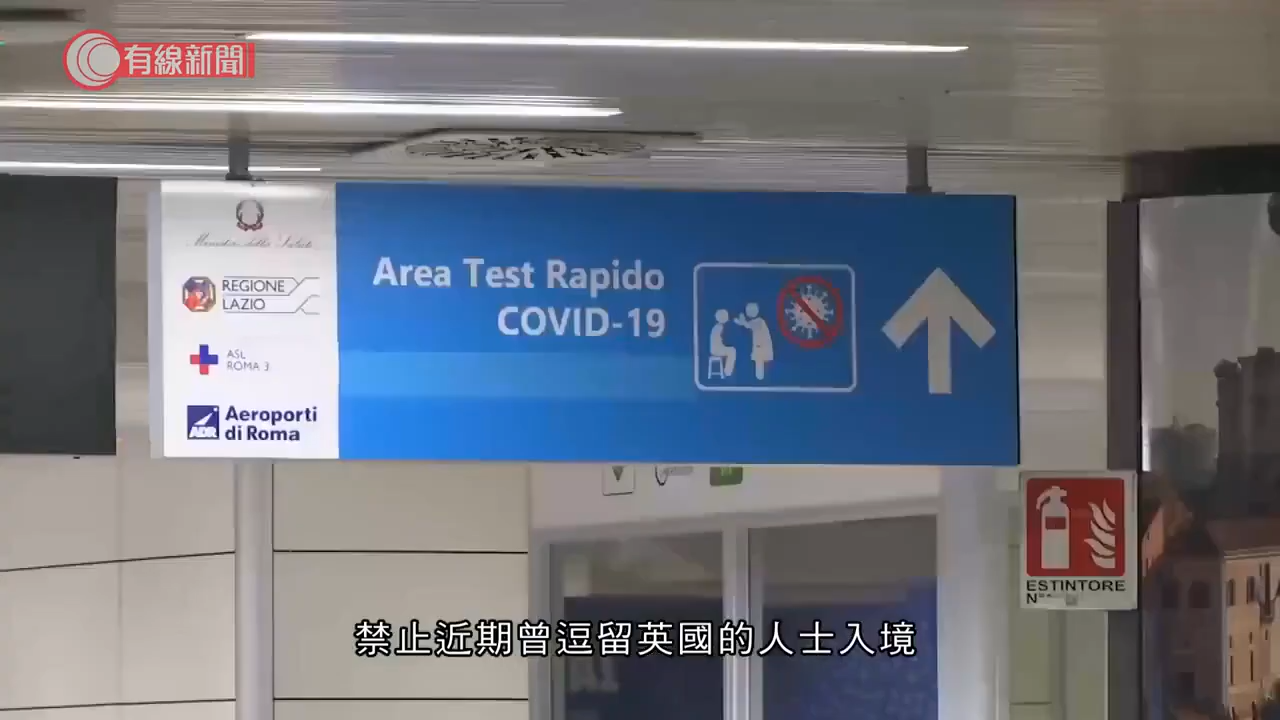 有線新聞
Ministero della Salute
REGIONE
LAZIO
ASL
ROMA 3
ADR
Aeroporti
di Roma
Area Test Rapido
COVID-19
ESTINTORE
禁止近期曾逗留英國的人士入境